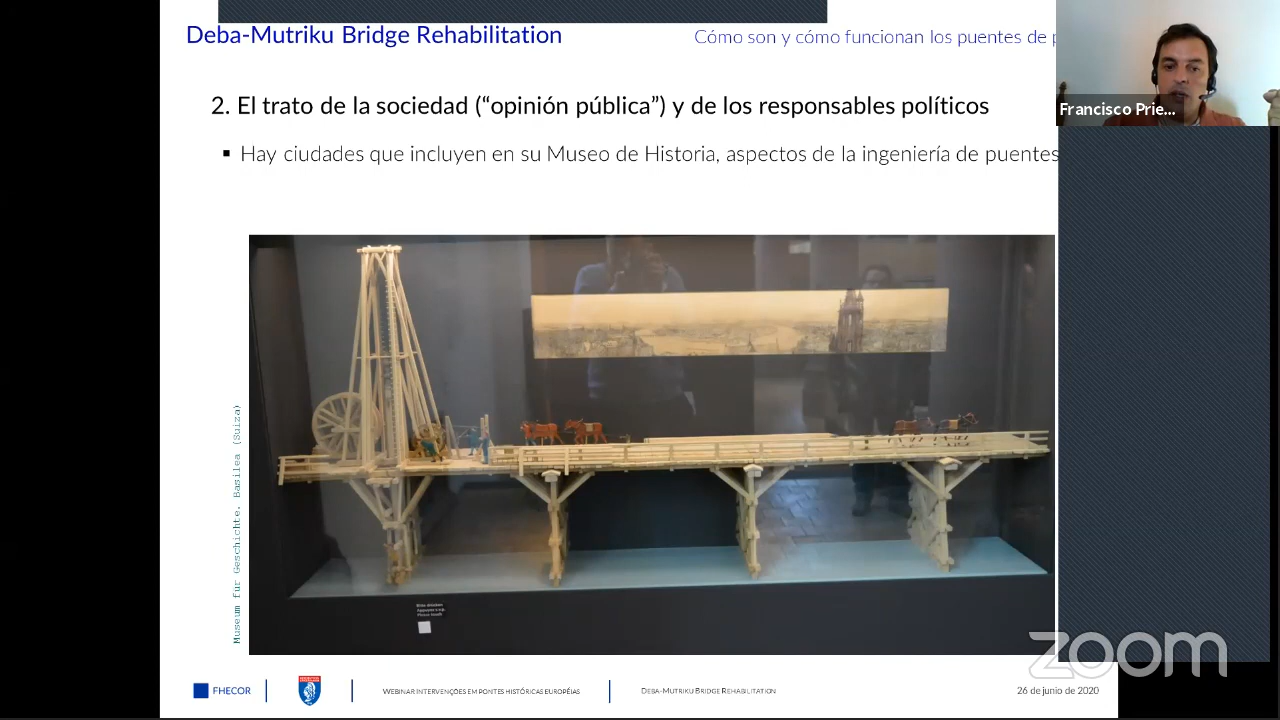 Deba-Mutriku Bridge Rehabilitation
Cómo son y cómo funcionan los puentes de p
Francisco Prie...
2. El trato de la sociedad (“opinión pública”) y de los responsables políticos
▪ Hay ciudades que incluyen en su Museo de Historia, aspectos de la ingeniería de puentes
Museum für Geschichte. Basilea (Suiza)
zoom
FHECOR
WEBINAR INTERVENÇÕES EM PONTES HISTÓRICAS EUROPÉIAS
DEBA-MUTRIKU BRIDGE REHABILITATION
26 de junio de 2020